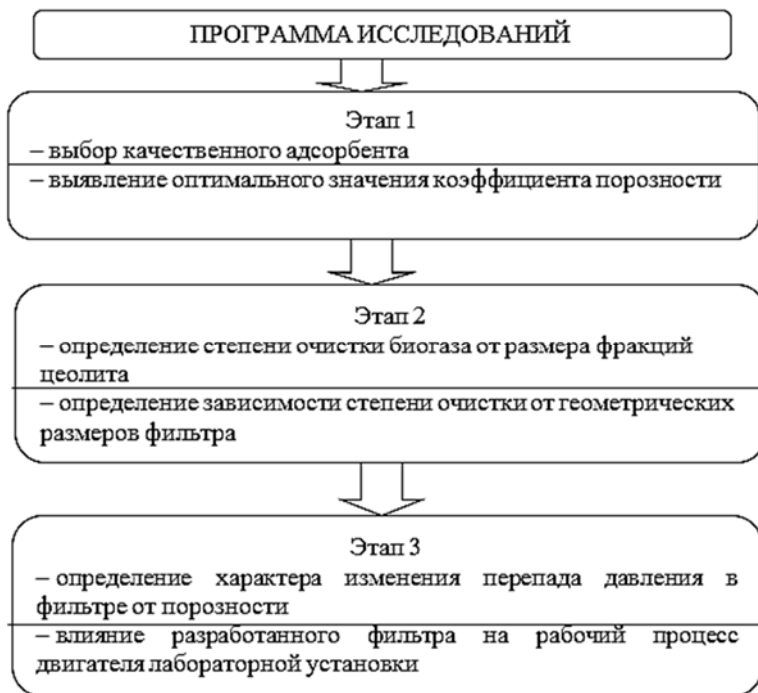 ПРОГРАММА ИССЛЕДОВАНИЙ
Этап 1
– выбор качественного адсорбента
– выявление оптимального значения коэффициента порозности
Этап 2
– определение степени очистки биогаза от размера фракций
цеолита
– определение зависимости степени очистки от геометрических
размеров фильтра
Этап 3
– определение характера изменения перепада давления в
фильтре от порозности
– влияние разработанного фильтра на рабочий процесс
двигателя лабораторной установки